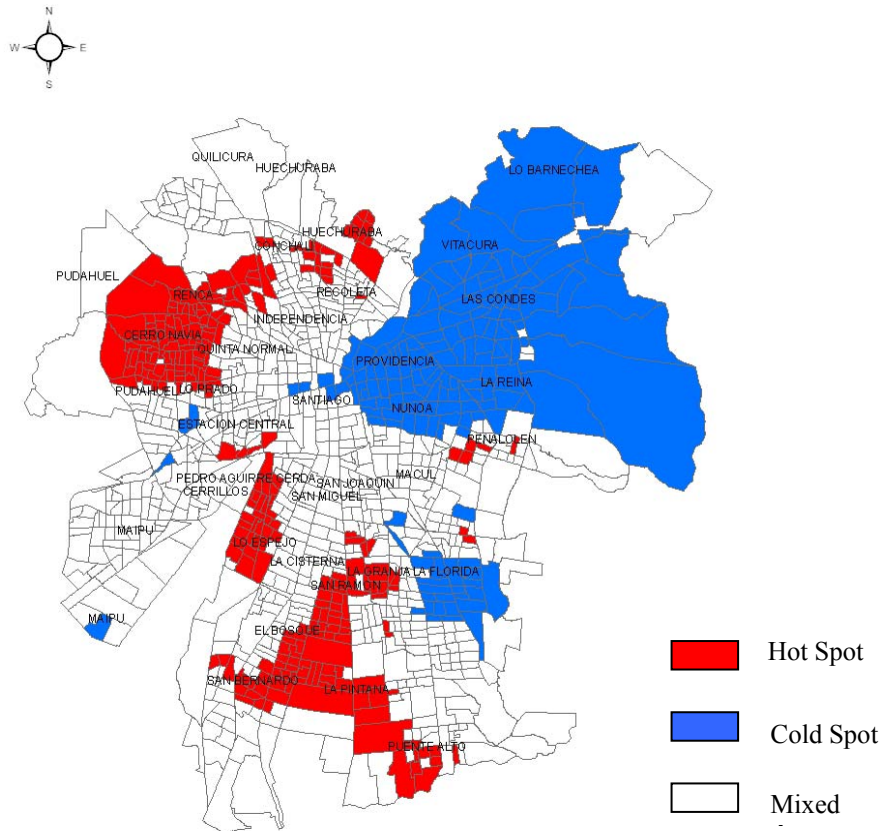 N
W E
S
QUILICURA
HUECHURABA
LO BARNECHEA
HUECHURABA
CONCHALI
VITACURA
PUDAHUEL
RENCA
RECOLETA
LAS CONDES
INDEPENDENCIA
CERRO NAVIA
QUINTA NORMAL
PROVIDENCIA
LA REINA
PUDAHUEL
LO PRADO
SANTIAGO
NUNOA
ESTACION CENTRAL
PENALOLEN
MACUL
PEDRO AGUIRRE CERDA
SAN JOAQUIN
CERRILLOS
SAN MIGUEL
MAIPU
LO ESPEJO
LA CISTERNA
LA GRANJA
LA FLORIDA
SAN RAMON
MAIPU
EL BOSQUE
SAN BERNARDO
LA PINTANA
PUENTE ALTO
Hot Spot
Cold Spot
Mixed